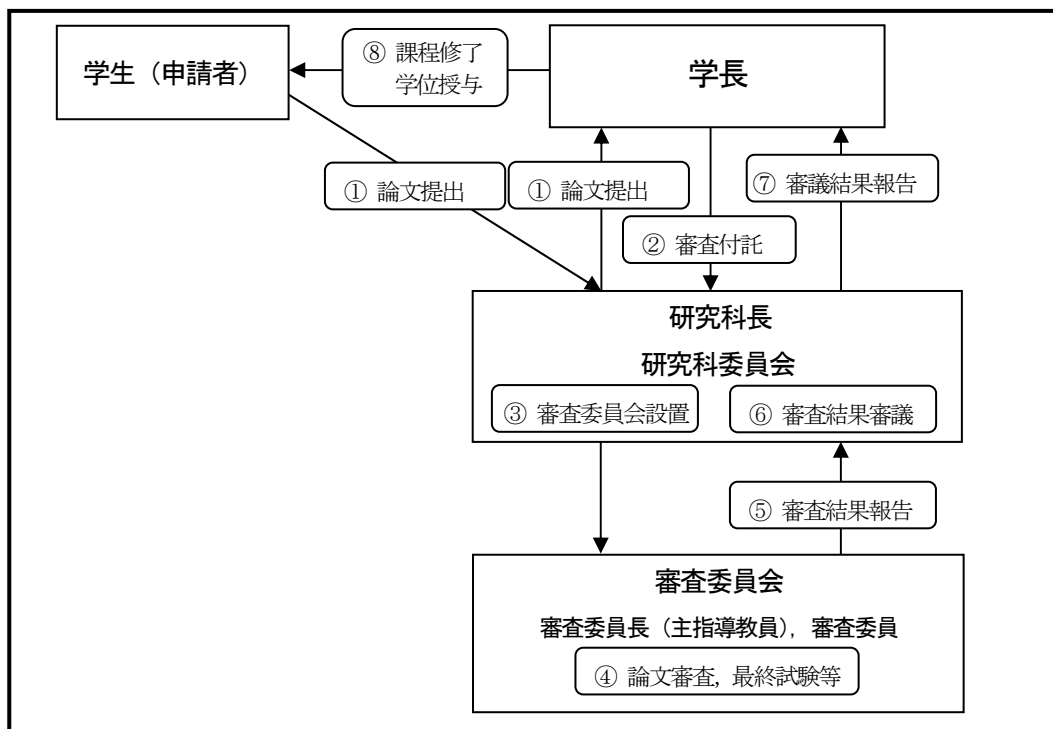 学生（申請者）
⑧ 課程修了
学位授与
学長
① 論文提出
① 論文提出
⑦ 審議結果報告
② 審査付託
研究科長
研究科委員会
③ 審査委員会設置
⑥ 審査結果審議
⑤ 審査結果報告
審査委員会
審査委員長（主指導教員），審査委員
④ 論文審査，最終試験等